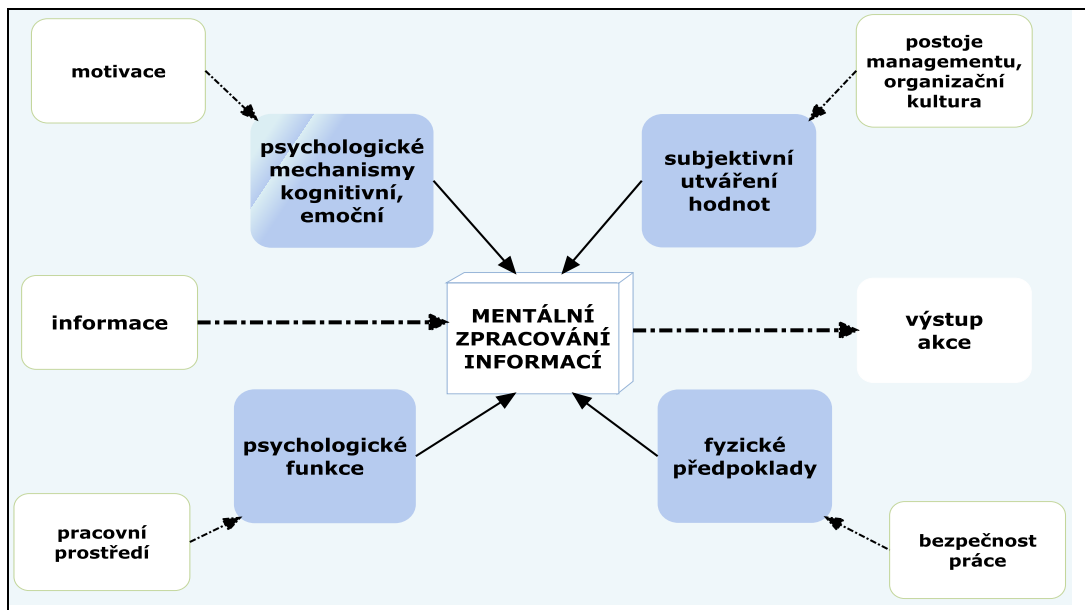 motivace
postoje
managementu,
organizační
kultura
psychologické
mechanismy
kognitivní,
emoční
subjektivní
utváření
hodnot
informace
MENTÁLNÍ
ZPRACOVÁNÍ
INFORMACÍ
výstup
akce
psychologické
funkce
fyzické
předpoklady
pracovní
prostředí
bezpečnost
práce